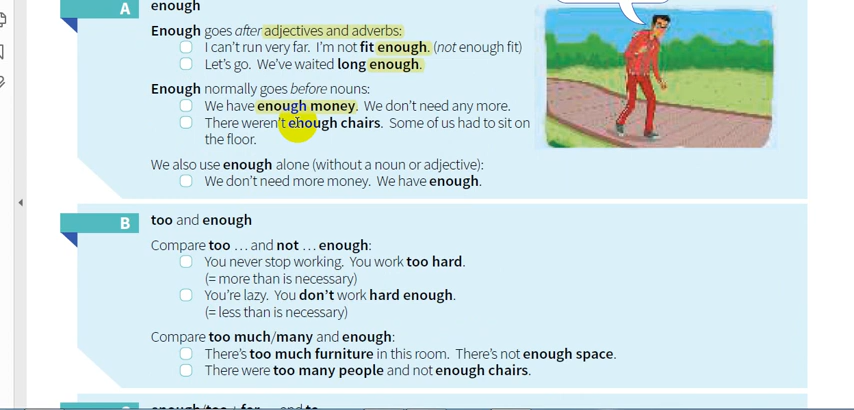 A
enough
Enough goes after adjectives and adverbs:
I can't run very far. I'm not fit enough. (not enough fit)
Let's go. We've waited long enough.
Enough normally goes before nouns:
We have enough money. We don't need any more.
There weren't enough chairs. Some of us had to sit on
the floor.
We also use enough alone (without a noun or adjective):
We don't need more money. We have enough.
B
too and enough
Compare too … and not … enough:
You never stop working. You work too hard.
(= more than is necessary)
You're lazy. You don't work hard enough.
(= less than is necessary)
Compare too much/many and enough:
There's too much furniture in this room. There's not enough space.
There were too many people and not enough chairs.